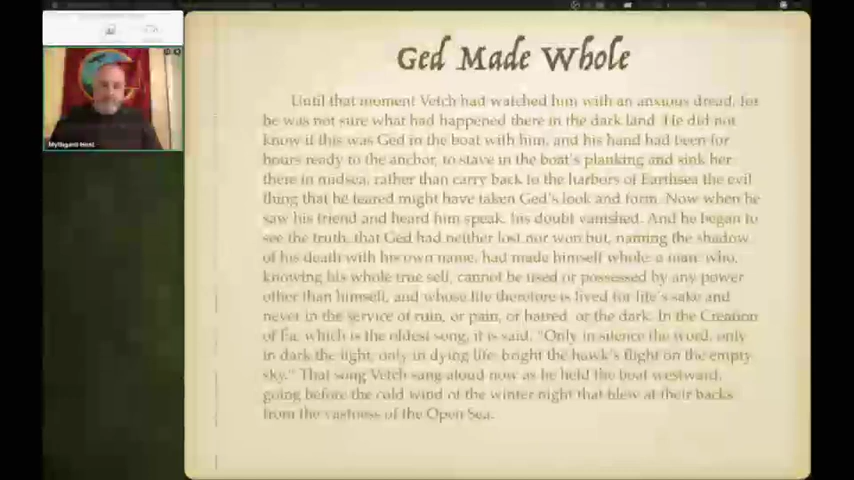 Ged Made Whole
Until that moment Vetch had watched him with an anxious dread, for
he was not sure what had happened there in the dark land. He did not
know if this was Ged in the boat with him, and his hand had been for
hours ready to the anchor, to stave in the boat's planking and sink her
there in midsea, rather than carry back to the harbors of Earthsea the evil
thing that he feared might have taken Ged's look and form. Now when he
saw his friend and heard him speak, his doubt vanished. And he began to
see the truth, that Ged had neither lost nor won but, naming the shadow
of his death with his own name, had made himself whole: a man: who,
knowing his whole true self, cannot be used or possessed by any power
other than himself, and whose life therefore is lived for life's sake and
never in the service of ruin, or pain, or hatred, or the dark. In the Creation
of Éa, which is the oldest song, it is said, "Only in silence the word, only
in dark the light, only in dying life: bright the hawk's flight on the empty
sky." That song Vetch sang aloud now as he held the boat westward,
going before the cold wind of the winter night that blew at their backs
from the vastness of the Open Sea.
Mythgard Host